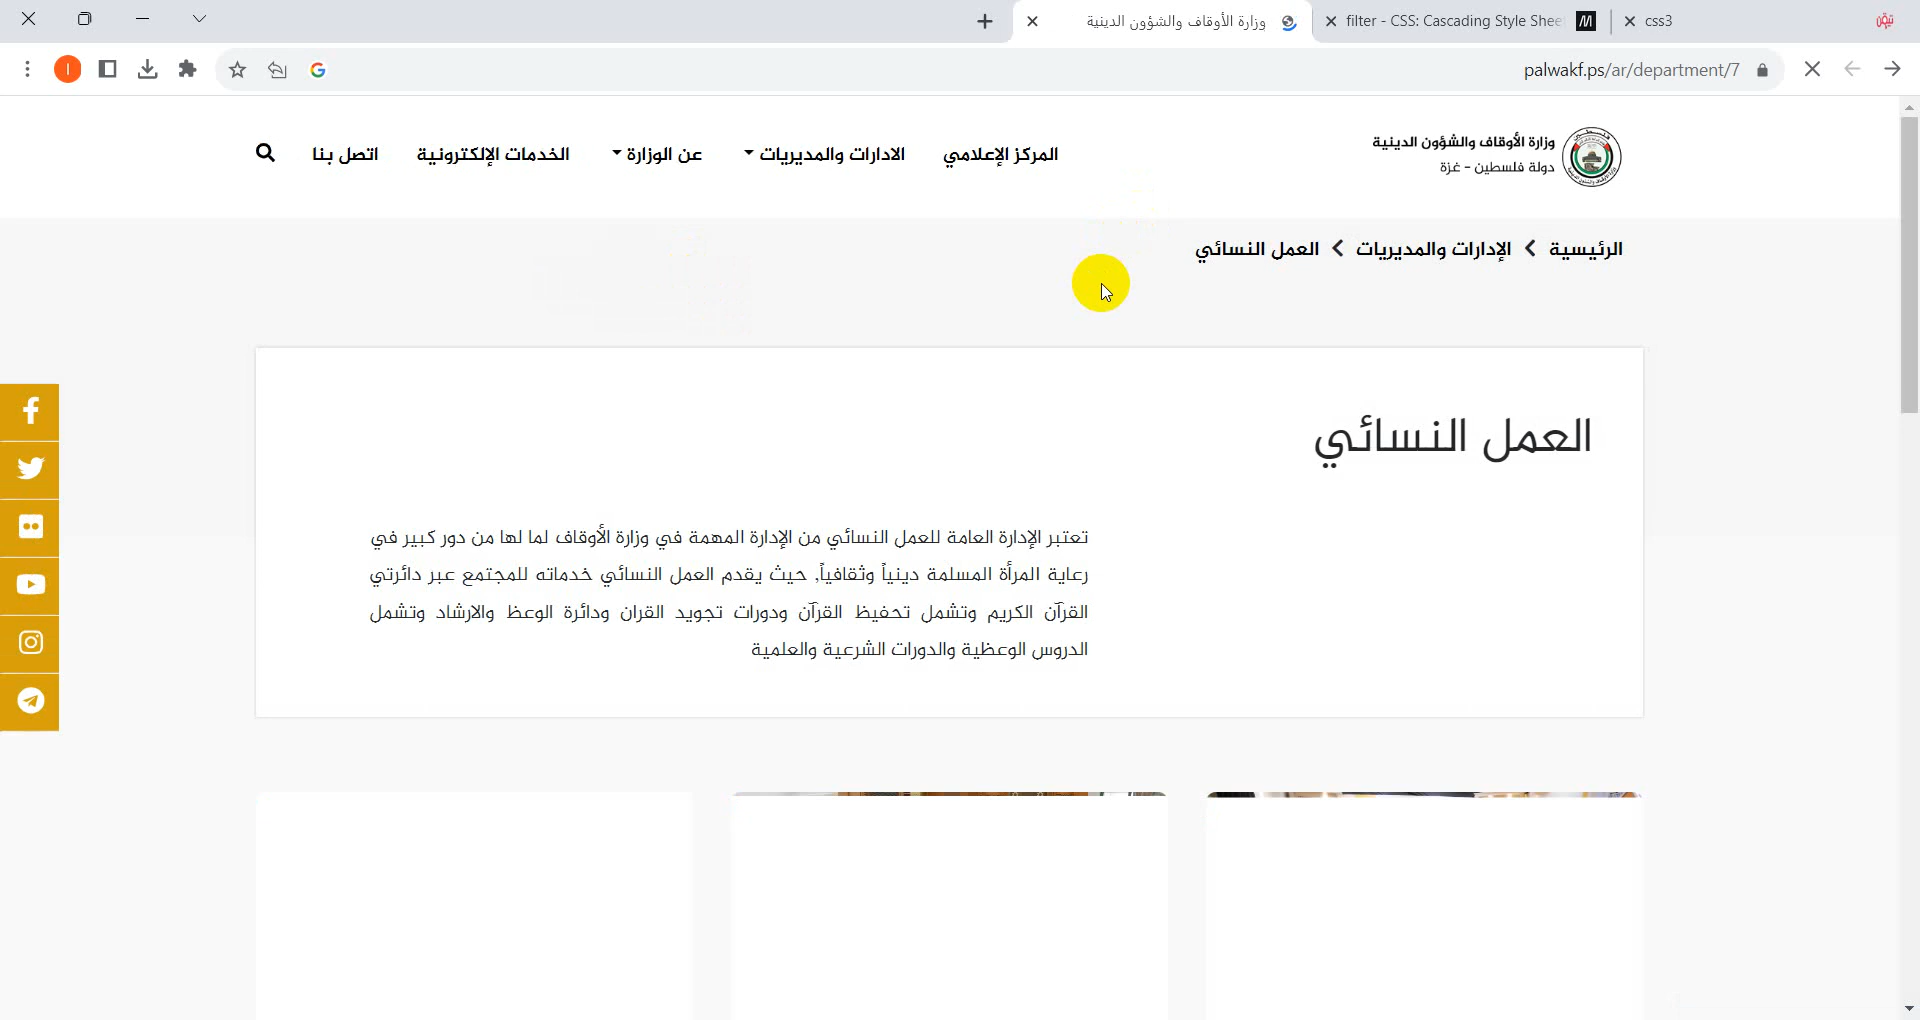 وزارة الأوقاف والشؤون الدينية
filter - CSS: Cascading Style Shee
css3
palwakf.ps/ar/department/7
وزارة الأوقاف والشؤون الدينية
دولة فلسطين - غزة
المركز الإعلامي
الادارات والمديريات
عن الوزارة
الخدمات الإلكترونية
اتصل بنا
الرئيسية
الإدارات والمديريات
العمل النسائي
العمل النسائي
تعتبر الإدارة العامة للعمل النسائي من الإدارة المهمة في وزارة الأوقاف لما لها من دور كبير في
رعاية المرأة المسلمة دينياً وثقافياً, حيث يقدم العمل النسائي خدماته للمجتمع عبر دائرتي
القرآن الكريم وتشمل تحفيظ القرآن ودورات تجويد القران ودائرة الوعظ والارشاد وتشمل
الدروس الوعظية والدورات الشرعية والعلمية